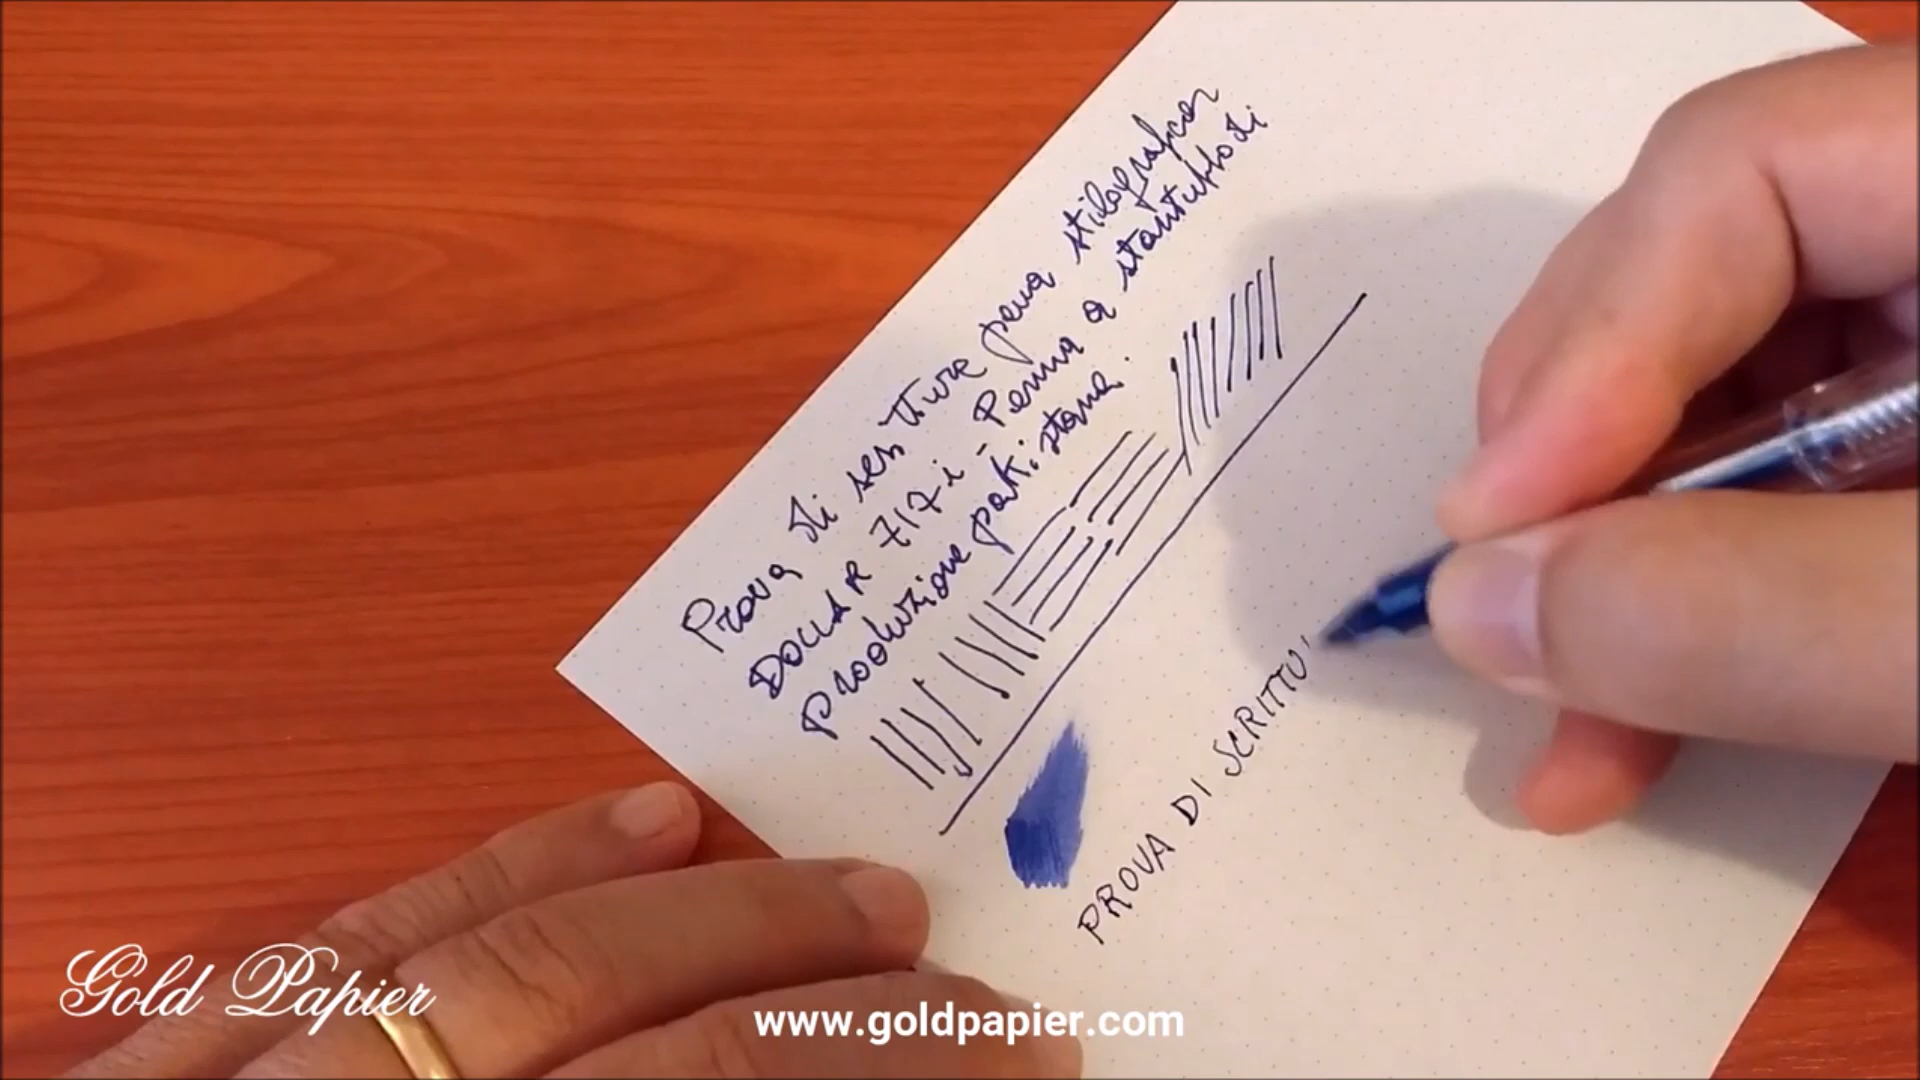 Prova di scrittura penna stilografica
DOLLAR 717i - Penna a stantuffo di
produzione pakistana.
PROVA DI SCRITTU
Gold Papier
www.goldpapier.com